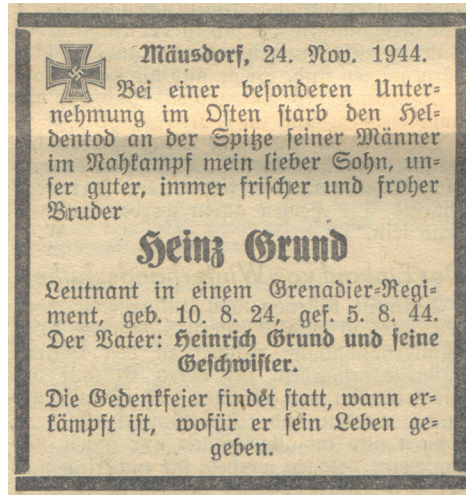 Mäusdorf, 24. Nov. 1944.
Bei einer besonderen Unter-
nehmung im Osten starb den Hel-
dentod an der Spitze seiner Männer
im Nahkampf mein lieber Sohn, un-
ser guter, immer frischer und froher
Bruder
Heinz Grund
Leutnant in einem Grenadier-Regi-
ment, geb. 10. 8. 24, gef. 5. 8. 44.
Der Vater: Heinrich Grund und seine
Geschwister.
Die Gedenkfeier findet statt, wann er-
kämpft ist, wofür er sein Leben ge-
geben.